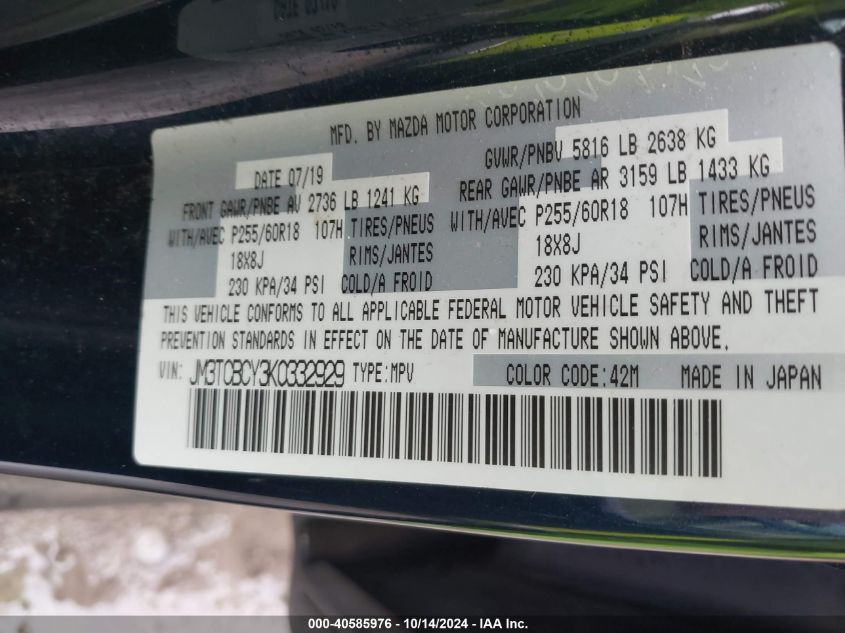 MFD. BY MAZDA MOTOR CORPORATION
DATE 07/19 GVWR/PNBV 5816 LB 2638 KG
FRONT GAWR/PNBE AV 2736 LB 1241 KG REAR GAWR/PNBE AR 3159 LB 1433 KG
WITH/AVEC P255/60R18 107H TIRES/PNEUS WITH/AVEC P255/60R18 107H TIRES/PNEUS
18X8J RIMS/JANTES 18X8J RIMS/JANTES
230 KPA/34 PSI COLD/A FROID 230 KPA/34 PSI COLD/A FROID
THIS VEHICLE CONFORMS TO ALL APPLICABLE FEDERAL MOTOR VEHICLE SAFETY AND THEFT
PREVENTION STANDARDS IN EFFECT ON THE DATE OF MANUFACTURE SHOWN ABOVE.
VIN: JM3TCBCY3K0332929 TYPE:MPV COLOR CODE:42M MADE IN JAPAN
000-40585976 | 10/14/2024 - IAA Inc.